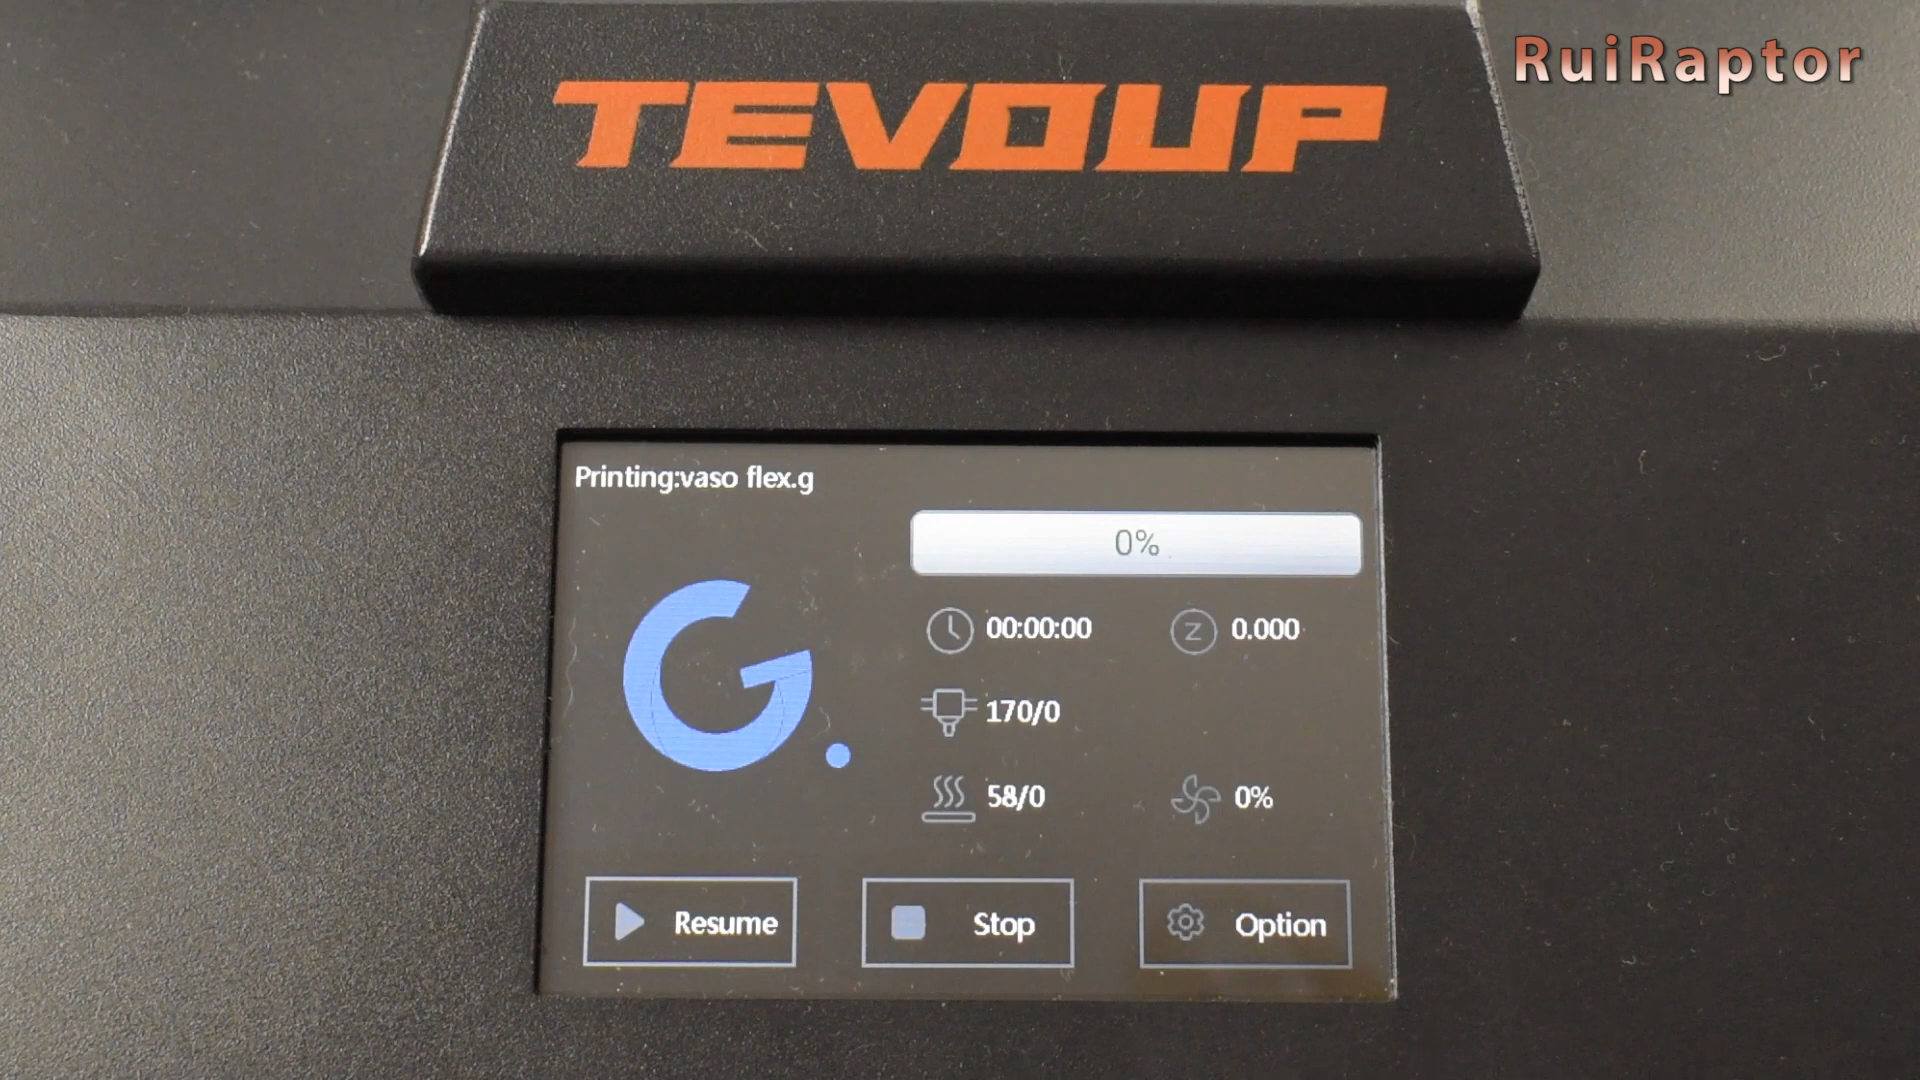 RuiRaptor
TEVOUP
Printing:vaso flex.g
0%
00:00:00
Z 0.000
170/0
58/0
0%
Resume
Stop
Option